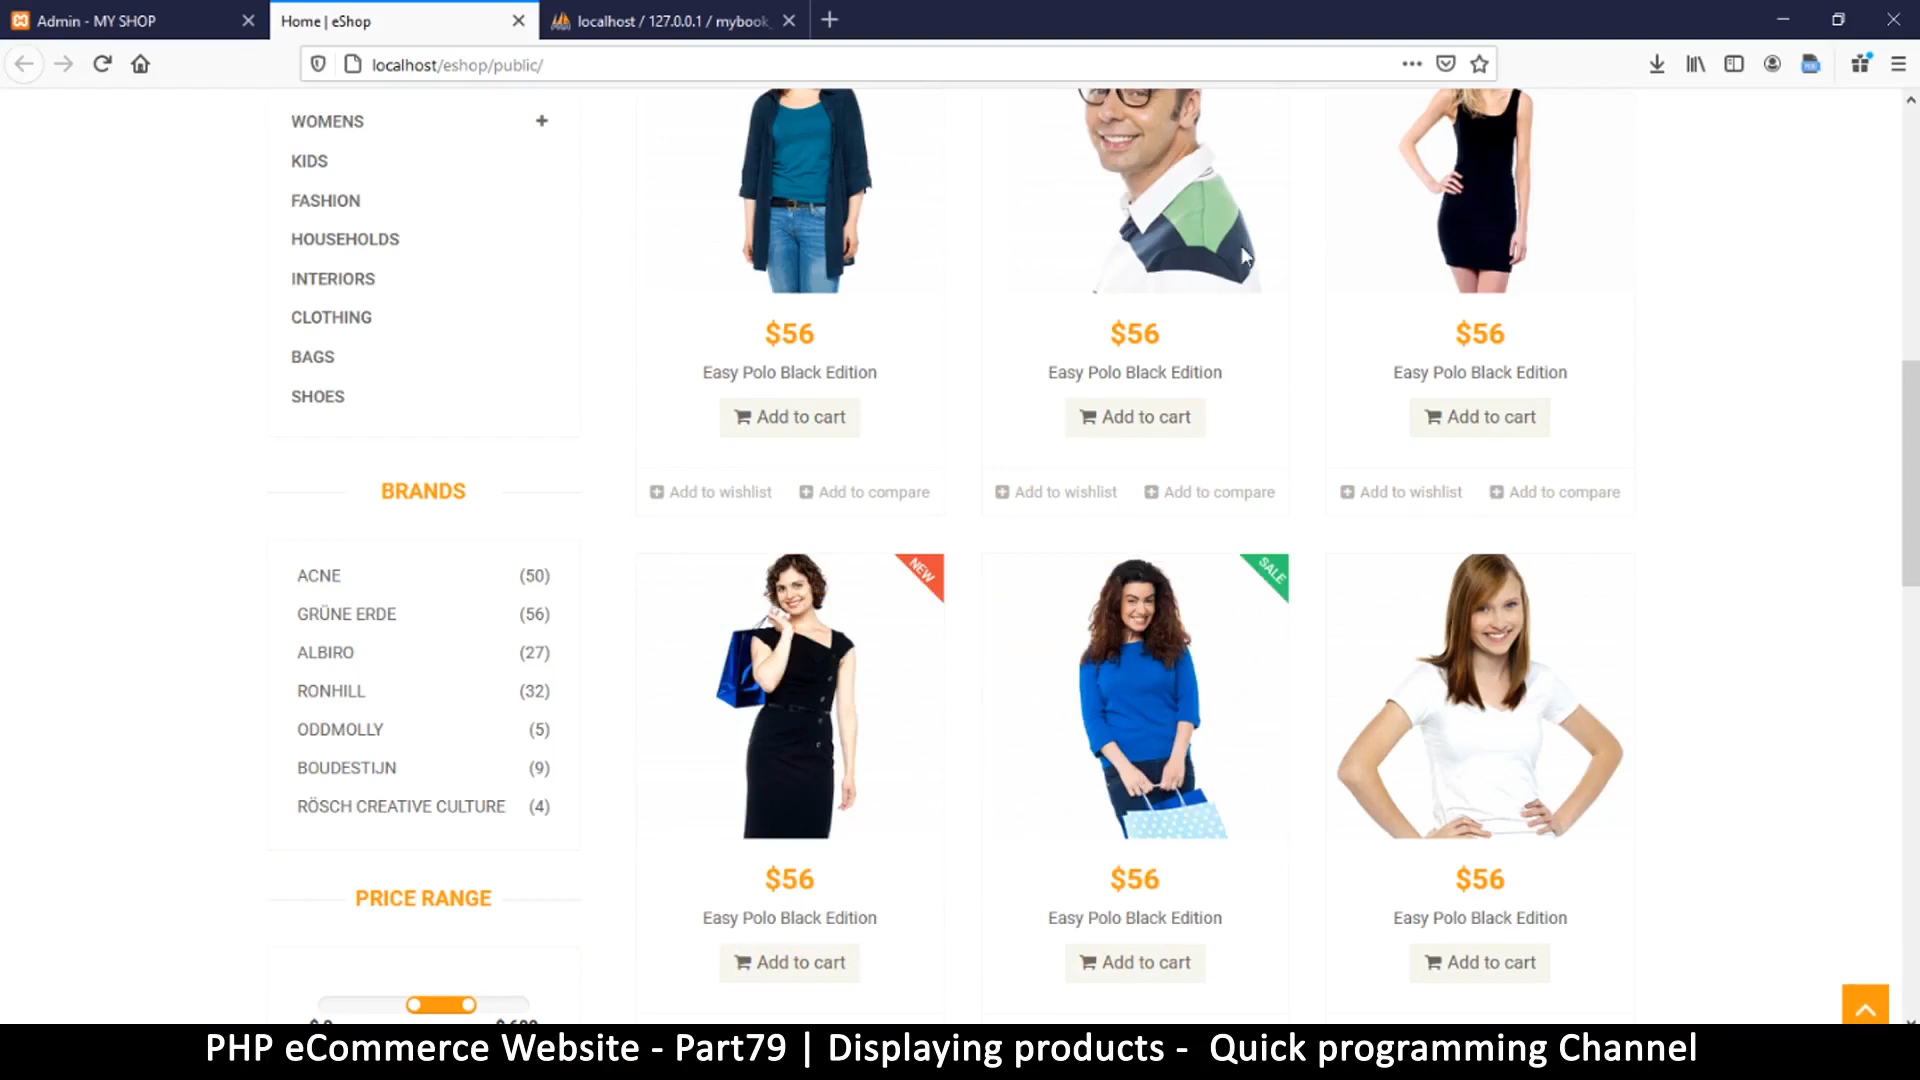 Admin - MY SHOP
Home | eShop
localhost / 127.0.0.1 / mybook_
localhost/eshop/public/
WOMENS
KIDS
FASHION
HOUSEHOLDS
INTERIORS
CLOTHING
BAGS
SHOES
$56 $56 $56
Easy Polo Black Edition Easy Polo Black Edition Easy Polo Black Edition
Add to cart Add to cart Add to cart
Add to wishlist Add to compare Add to wishlist Add to compare Add to wishlist Add to compare
BRANDS
ACNE (50)
GRÜNE ERDE (56)
ALBIRO (27)
RONHILL (32)
ODDMOLLY (5)
BOUDESTIJN (9)
RÖSCH CREATIVE CULTURE (4)
NEW
SALE
PRICE RANGE
$56 $56 $56
Easy Polo Black Edition Easy Polo Black Edition Easy Polo Black Edition
Add to cart Add to cart Add to cart
PHP eCommerce Website - Part79 | Displaying products - Quick programming Channel